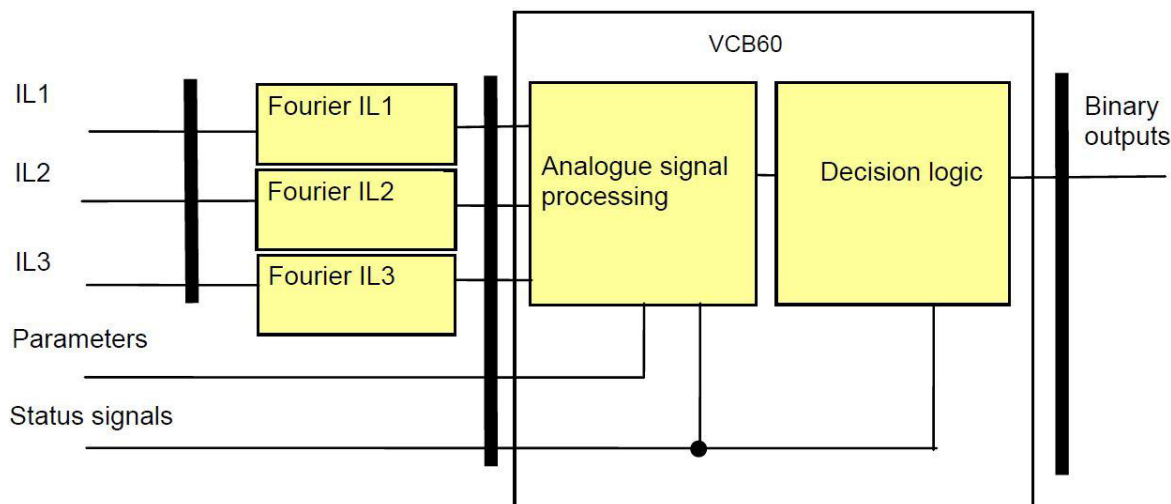 VCB60
IL1
Fourier IL1
Binary
outputs
IL2
Fourier IL2
Analogue signal
processing
Decision logic
IL3
Fourier IL3
Parameters
Status signals